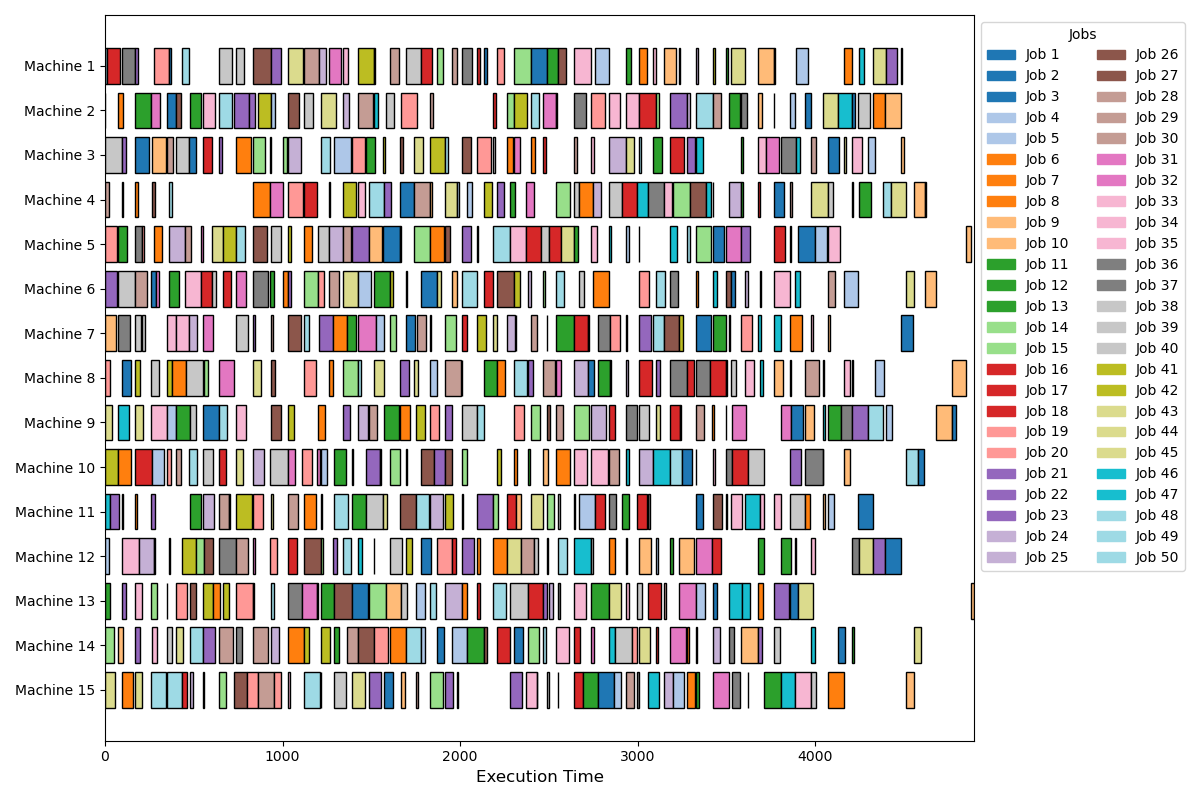 Machine 1
Machine 2
Machine 3
Machine 4
Machine 5
Machine 6
Machine 7
Machine 8
Machine 9
Machine 10
Machine 11
Machine 12
Machine 13
Machine 14
Machine 15
0 1000 2000 3000 4000
Execution Time
Jobs
Job 1
Job 2
Job 3
Job 4
Job 5
Job 6
Job 7
Job 8
Job 9
Job 10
Job 11
Job 12
Job 13
Job 14
Job 15
Job 16
Job 17
Job 18
Job 19
Job 20
Job 21
Job 22
Job 23
Job 24
Job 25
Job 26
Job 27
Job 28
Job 29
Job 30
Job 31
Job 32
Job 33
Job 34
Job 35
Job 36
Job 37
Job 38
Job 39
Job 40
Job 41
Job 42
Job 43
Job 44
Job 45
Job 46
Job 47
Job 48
Job 49
Job 50